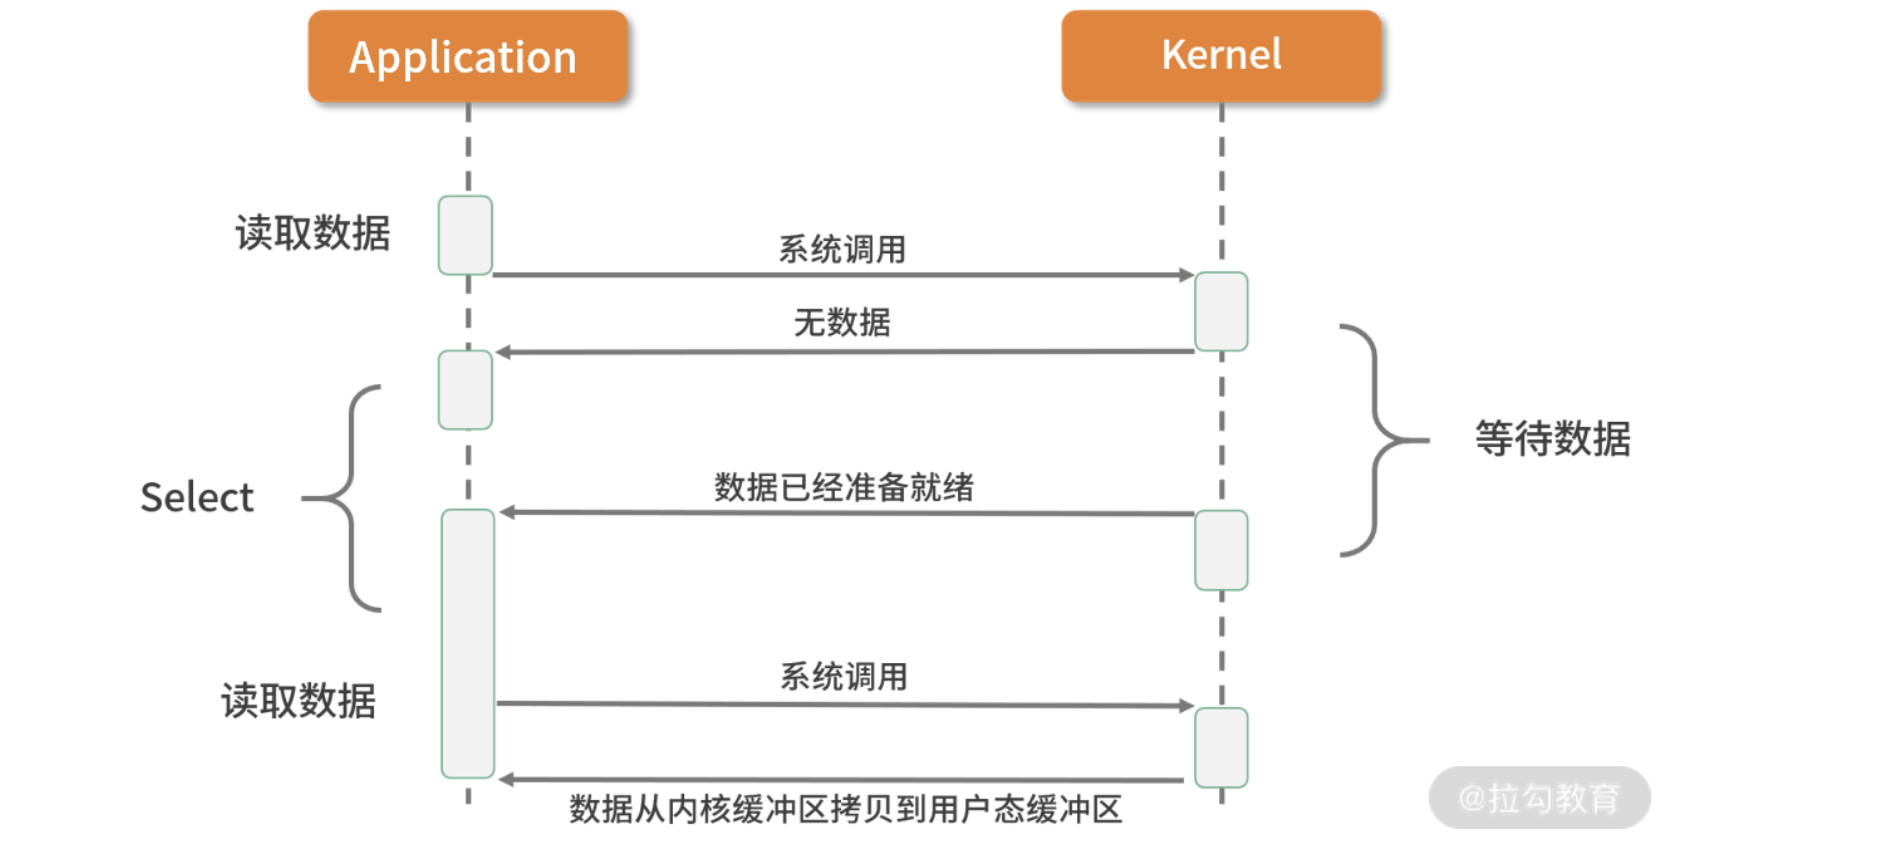 Application
Kernel
读取数据
系统调用
无数据
等待数据
数据已经准备就绪
Select
系统调用
读取数据
数据从内核缓冲区拷贝到用户态缓冲区
@拉勾教育